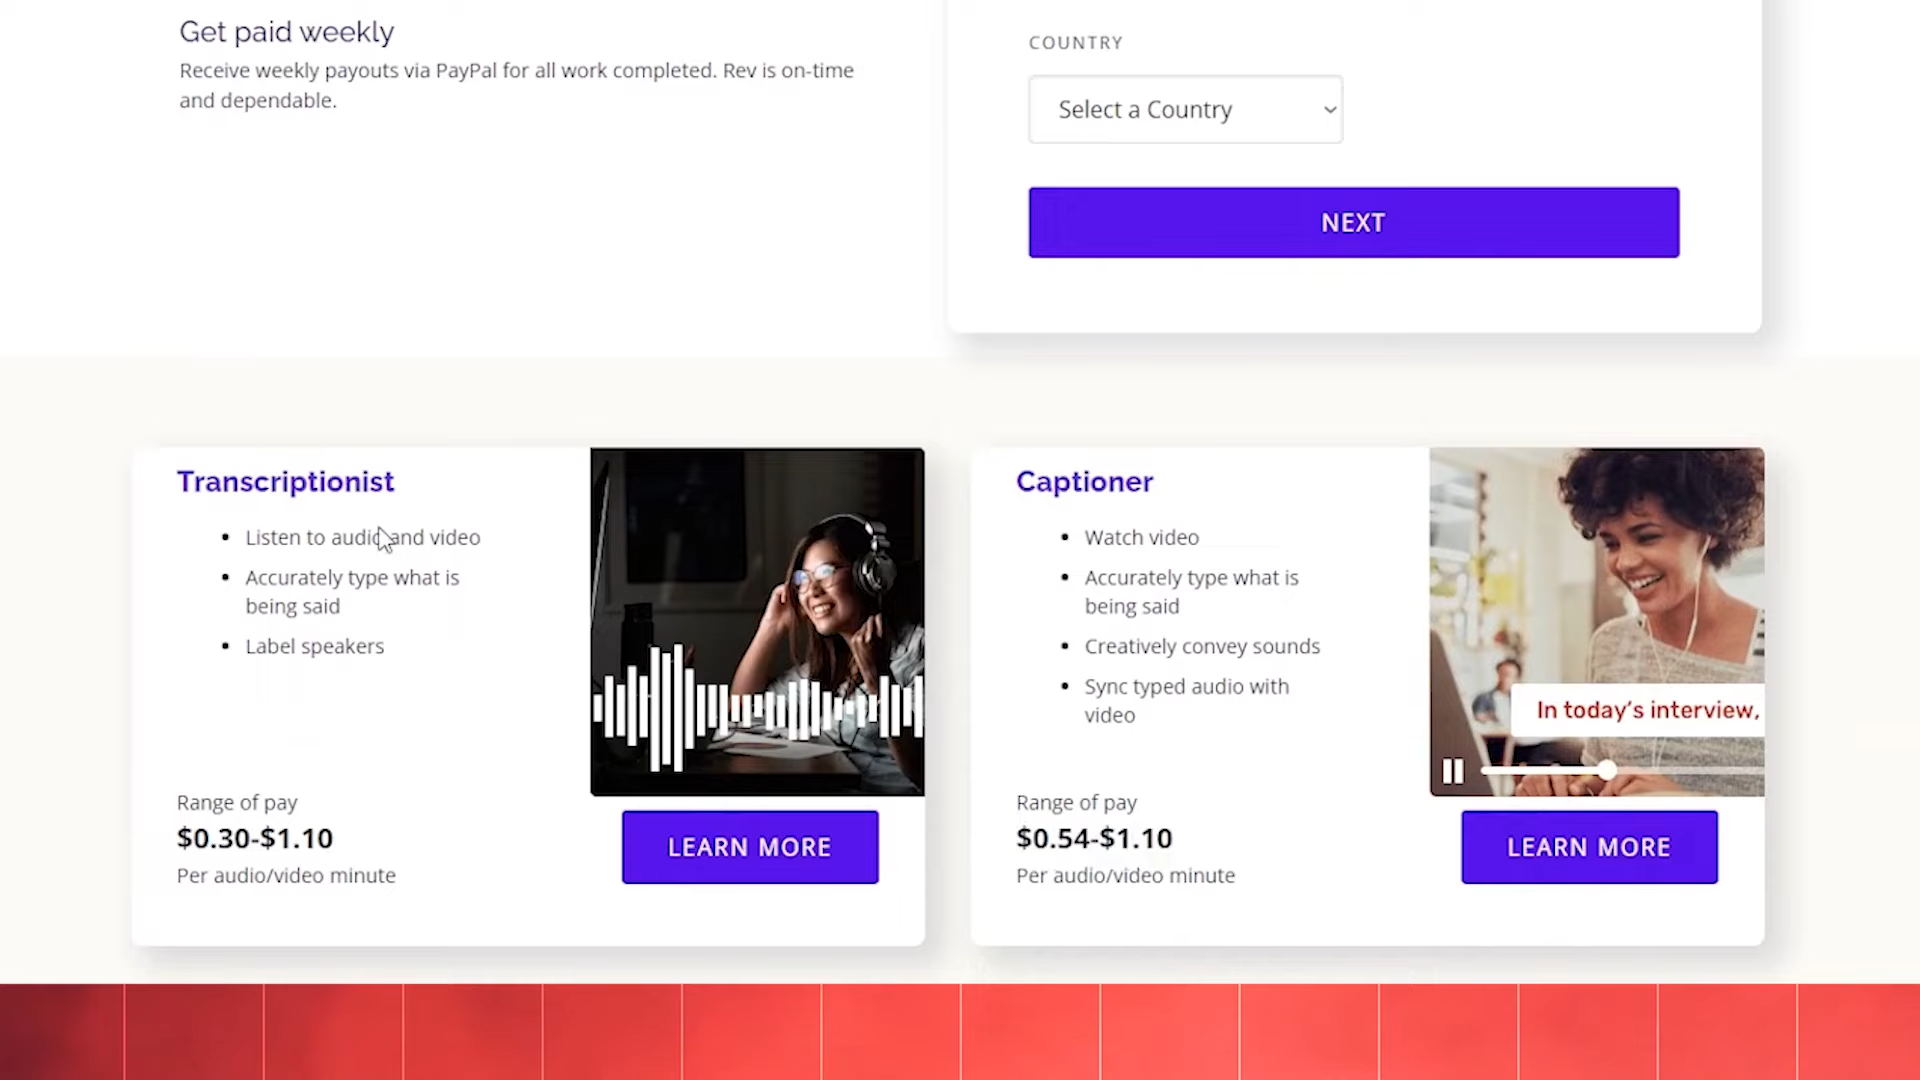 Get paid weekly
Receive weekly payouts via PayPal for all work completed. Rev is on-time
and dependable.
COUNTRY
Select a Country
NEXT
Transcriptionist
Listen to audio and video
Accurately type what is
being said
Label speakers
Range of pay
$0.30-$1.10
Per audio/video minute
LEARN MORE
Captioner
Watch video
Accurately type what is
being said
Creatively convey sounds
Sync typed audio with
video
In today's interview,
Range of pay
$0.54-$1.10
Per audio/video minute
LEARN MORE